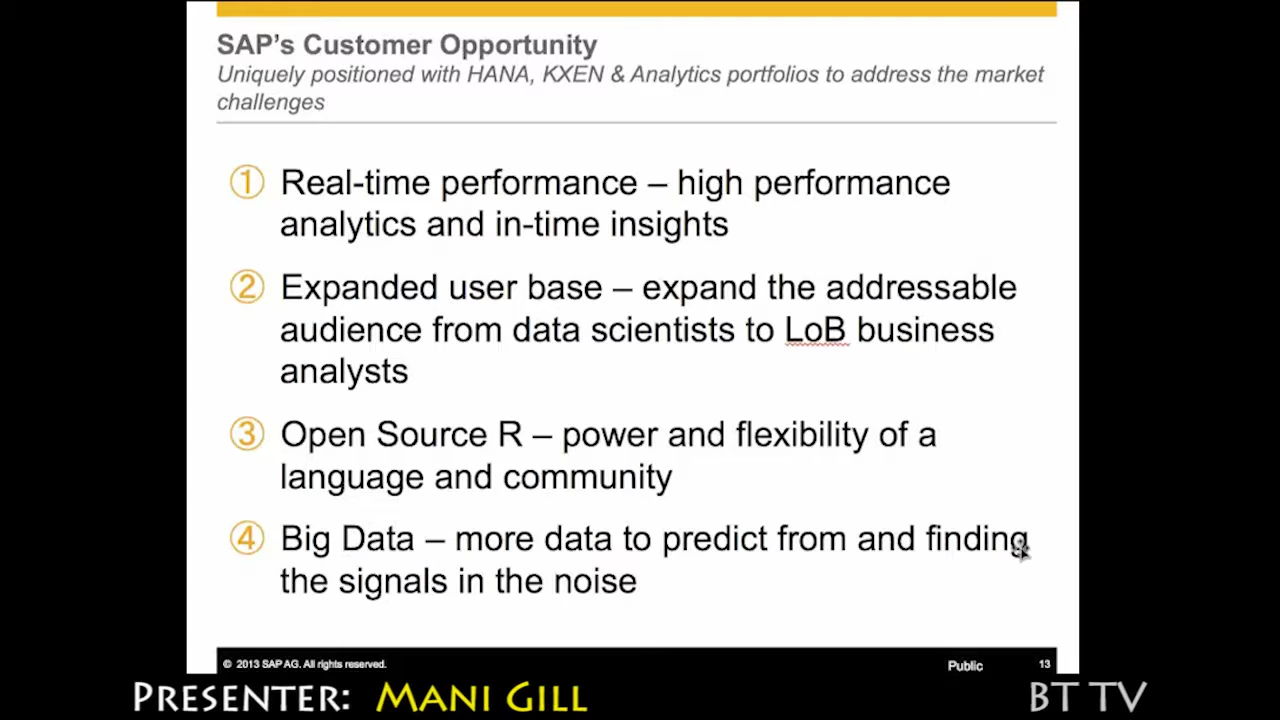 SAP's Customer Opportunity
Uniquely positioned with HANA, KXEN & Analytics portfolios to address the market
challenges
① Real-time performance – high performance
analytics and in-time insights
② Expanded user base – expand the addressable
audience from data scientists to LoB business
analysts
③ Open Source R – power and flexibility of a
language and community
④ Big Data – more data to predict from and finding
the signals in the noise
© 2013 SAP AG. All rights reserved. Public 13
PRESENTER: MANI GILL BT TV